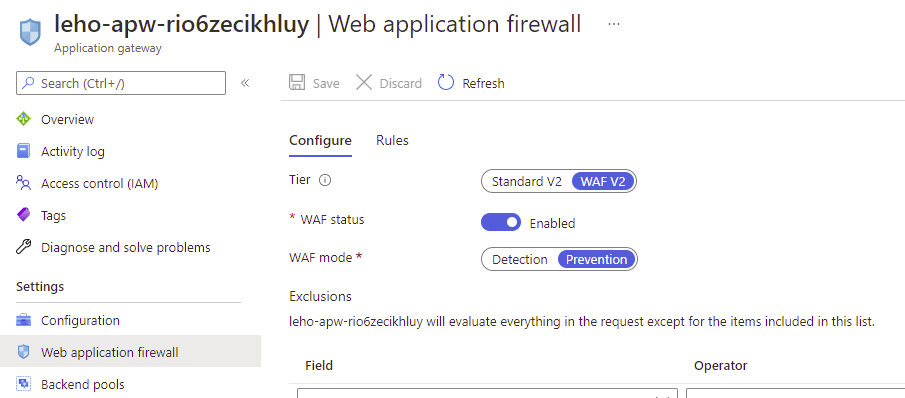 leho-apw-rio6zecikhluy | Web application firewall ...
Application gateway
Search (Ctrl+/)
«
Overview
Activity log
Access control (IAM)
Tags
Diagnose and solve problems
Settings
Configuration
Web application firewall
Backend pools
Save Discard Refresh
Configure Rules
Tier Standard V2 WAF V2
* WAF status Enabled
WAF mode * Detection Prevention
Exclusions
leho-apw-rio6zecikhluy will evaluate everything in the request except for the items included in this list.
Field Operator